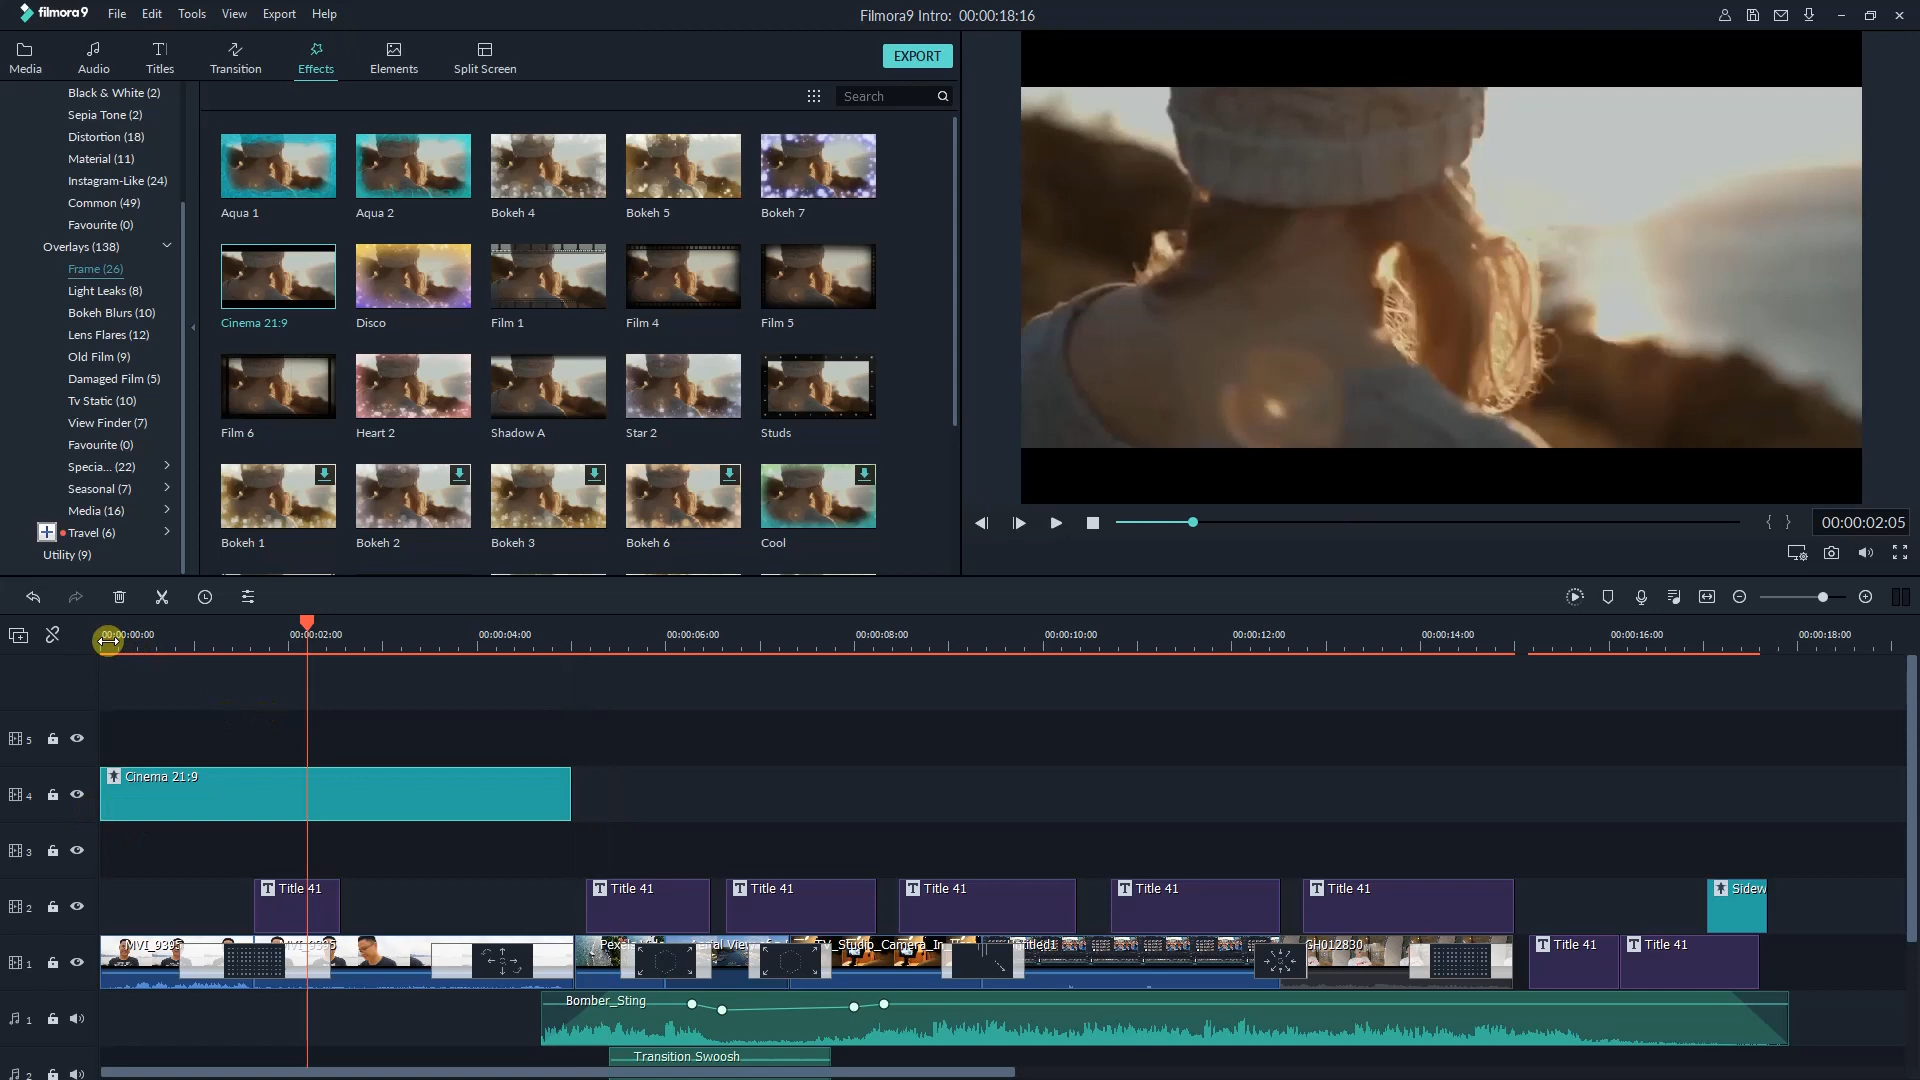 filmora9 File Edit Tools View Export Help Filmora9 Intro: 00:00:18:16
Media Audio Titles Transition Effects Elements Split Screen EXPORT
Search
Black & White (2)
Sepia Tone (2)
Distortion (18)
Material (11)
Instagram-Like (24)
Common (49)
Favourite (0)
Overlays (138)
Frame (26)
Light Leaks (8)
Bokeh Blurs (10)
Lens Flares (12)
Old Film (9)
Damaged Film (5)
Tv Static (10)
View Finder (7)
Favourite (0)
Specia... (22)
Seasonal (7)
Media (16)
Travel (6)
Utility (9)
Aqua 1 Aqua 2 Bokeh 4 Bokeh 5 Bokeh 7
Cinema 21:9 Disco Film 1 Film 4 Film 5
Film 6 Heart 2 Shadow A Star 2 Studs
Bokeh 1 Bokeh 2 Bokeh 3 Bokeh 6 Cool
{ } 00:00:02:05
00:00:00:00 00:00:02:00 00:00:04:00 00:00:06:00 00:00:08:00 00:00:10:00 00:00:12:00 00:00:14:00 00:00:16:00 00:00:18:00
5
4 Cinema 21:9
3
2 Title 41 Title 41 Title 41 Title 41 Title 41 Title 41 Sidew
1 MVI_9395 Title 41 Title 41
1 Bomber_Sting
2 Transition Swoosh